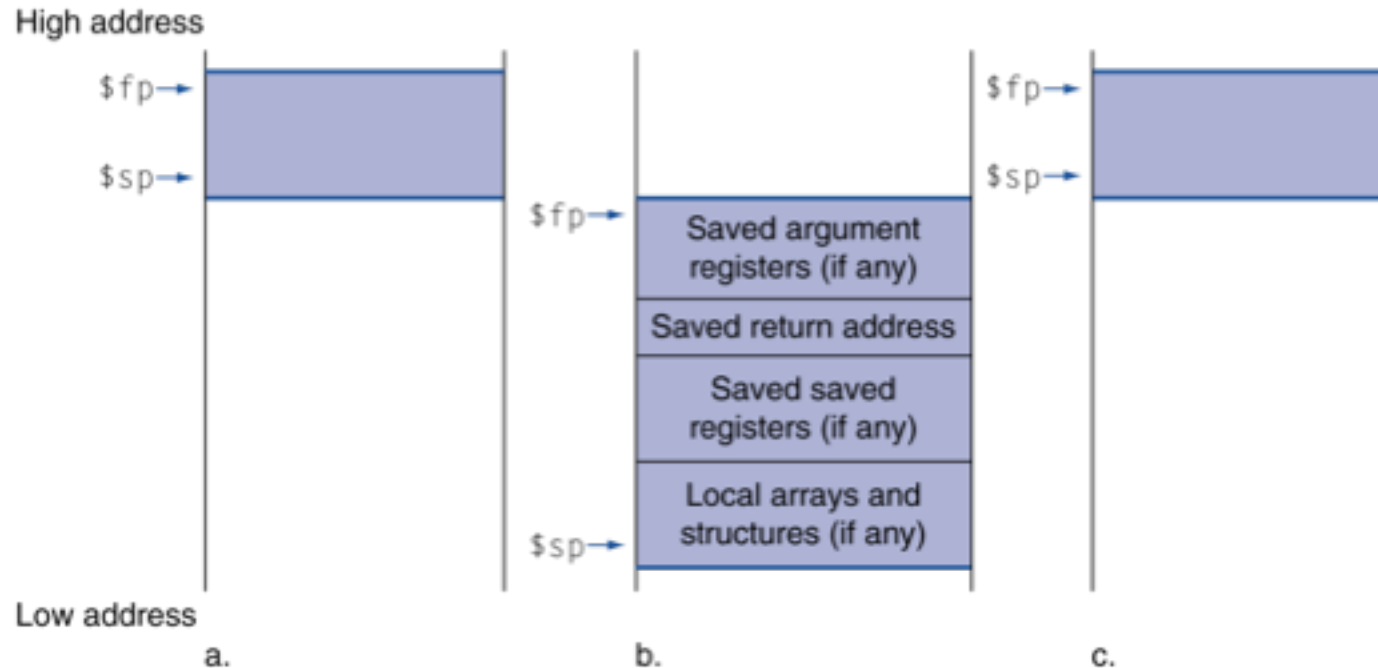 High address
$fp
$sp
$fp
Saved argument
registers (if any)
Saved return address
Saved saved
registers (if any)
Local arrays and
structures (if any)
$sp
$fp
$sp
Low address
a.
b.
c.